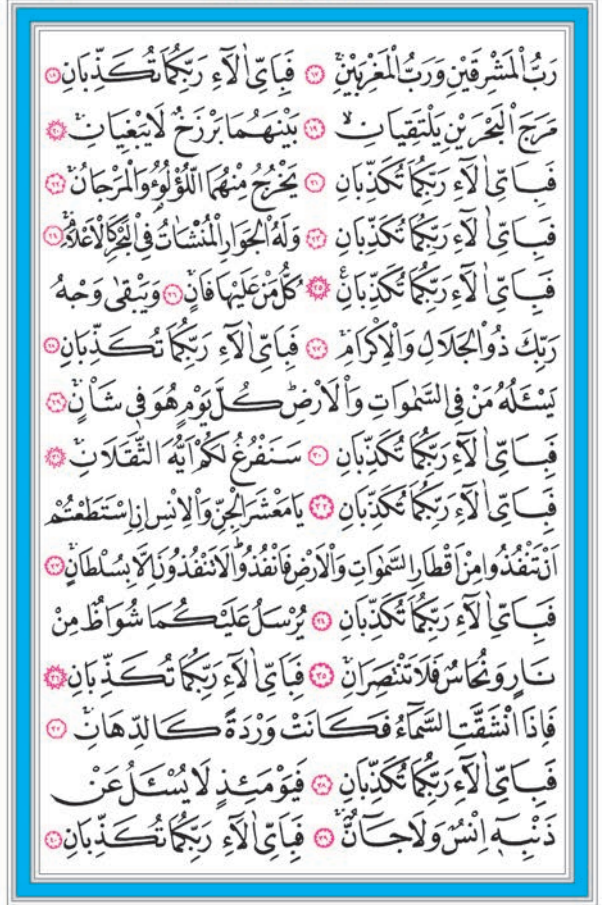 رَبُّ الْمَشْرِقَيْنِ وَرَبُّ الْمَغْرِبَيْنِۚ ﴿١٧﴾ فَبِاَيِّ اٰلَٓاءِ رَبِّكُمَا تُكَذِّبَانِ ﴿١٨﴾
مَرَجَ الْبَحْرَيْنِ يَلْتَقِيَانِۙ ﴿١٩﴾ بَيْنَهُمَا بَرْزَخٌ لَا يَبْغِيَانِۚ ﴿٢٠﴾
فَبِاَيِّ اٰلَٓاءِ رَبِّكُمَا تُكَذِّبَانِ ﴿٢١﴾ يَخْرُجُ مِنْهُمَا اللُّؤْلُؤُ وَالْمَرْجَانُۚ ﴿٢٢﴾
فَبِاَيِّ اٰلَٓاءِ رَبِّكُمَا تُكَذِّبَانِ ﴿٢٣﴾ وَلَهُ الْجَوَارِ الْمُنْشَاٰتُ فِي الْبَحْرِ كَالْاَعْلَامِۚ ﴿٢٤﴾
فَبِاَيِّ اٰلَٓاءِ رَبِّكُمَا تُكَذِّبَانِ۟ ﴿٢٥﴾ كُلُّ مَنْ عَلَيْهَا فَانٍۚ ﴿٢٦﴾ وَيَبْقٰى وَجْهُ
رَبِّكَ ذُو الْجَلَالِ وَالْاِكْرَامِۚ ﴿٢٧﴾ فَبِاَيِّ اٰلَٓاءِ رَبِّكُمَا تُكَذِّبَانِ ﴿٢٨﴾
يَسْـَٔلُهُ مَنْ فِي السَّمٰوَاتِ وَالْاَرْضِۜ كُلَّ يَوْمٍ هُوَ فِي شَأْنٍۚ ﴿٢٩﴾
فَبِاَيِّ اٰلَٓاءِ رَبِّكُمَا تُكَذِّبَانِ ﴿٣٠﴾ سَنَفْرُغُ لَكُمْ اَيُّهَ الثَّقَلَانِۚ ﴿٣١﴾
فَبِاَيِّ اٰلَٓاءِ رَبِّكُمَا تُكَذِّبَانِ ﴿٣٢﴾ يَا مَعْشَرَ الْجِنِّ وَالْاِنْسِ اِنِ اسْتَطَعْتُمْ
اَنْ تَنْفُذُوا مِنْ اَقْطَارِ السَّمٰوَاتِ وَالْاَرْضِ فَانْفُذُواۜ لَا تَنْفُذُونَ اِلَّا بِسُلْطَانٍۚ ﴿٣٣﴾
فَبِاَيِّ اٰلَٓاءِ رَبِّكُمَا تُكَذِّبَانِ ﴿٣٤﴾ يُرْسَلُ عَلَيْكُمَا شُوَاظٌ مِنْ
نَارٍ وَنُحَاسٌ فَلَا تَنْتَصِرَانِۚ ﴿٣٥﴾ فَبِاَيِّ اٰلَٓاءِ رَبِّكُمَا تُكَذِّبَانِ ﴿٣٦﴾
فَاِذَا انْشَقَّتِ السَّمَٓاءُ فَكَانَتْ وَرْدَةً كَالدِّهَانِۚ ﴿٣٧﴾
فَبِاَيِّ اٰلَٓاءِ رَبِّكُمَا تُكَذِّبَانِ ﴿٣٨﴾ فَيَوْمَئِذٍ لَا يُسْـَٔلُ عَنْ
ذَنْبِهٖٓ اِنْسٌ وَلَا جَٓانٌّۚ ﴿٣٩﴾ فَبِاَيِّ اٰلَٓاءِ رَبِّكُمَا تُكَذِّبَانِ ﴿٤٠﴾